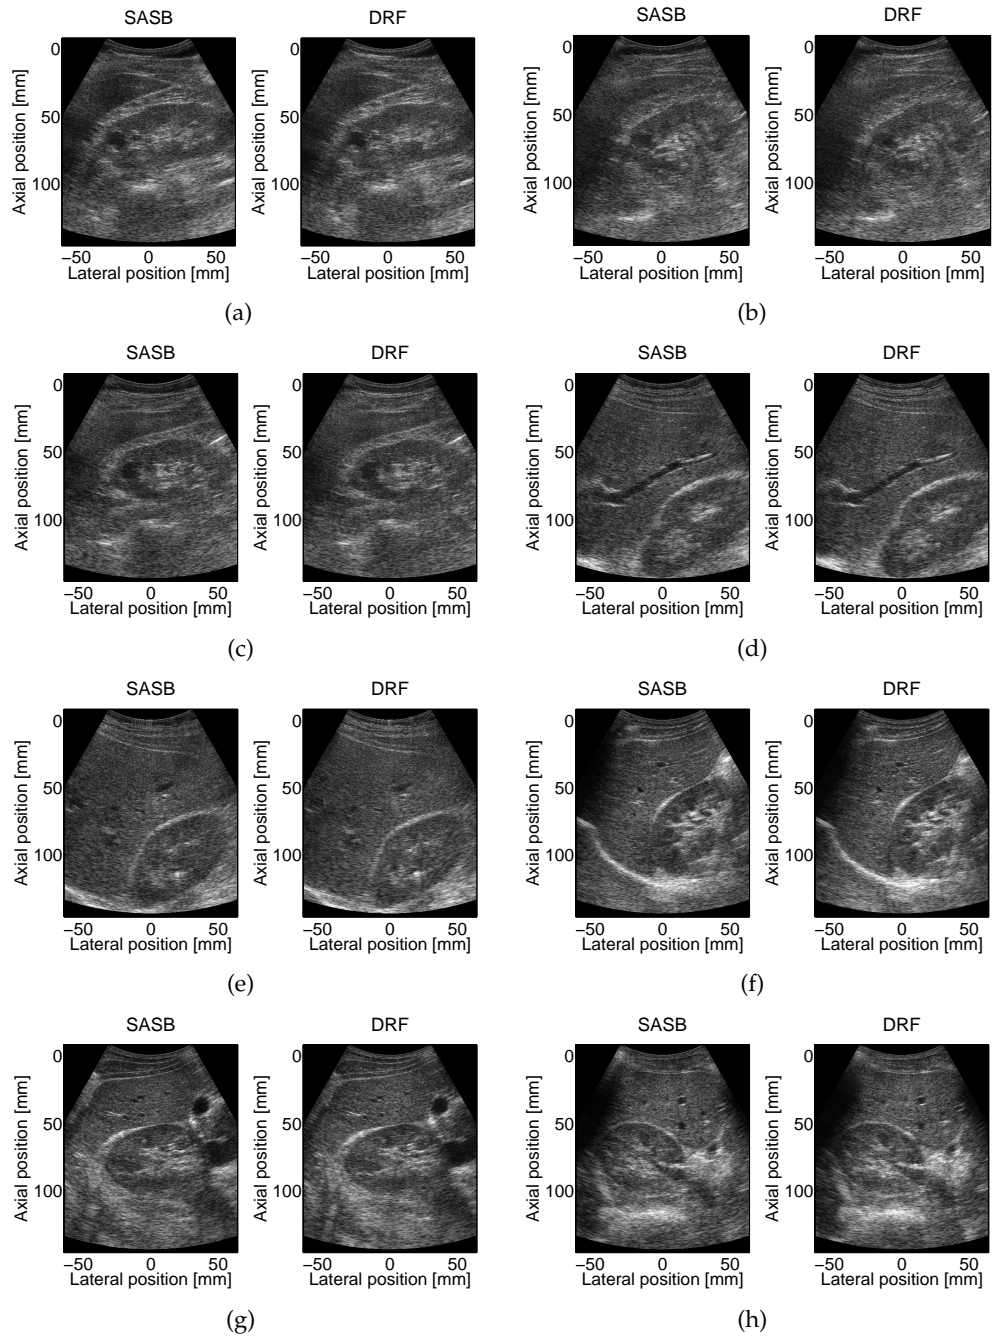 SASB DRF SASB DRF
0 0 0 0
50 50 50 50
100 100 100 100
Axial position [mm] Axial position [mm] Axial position [mm] Axial position [mm]
−50 0 50 −50 0 50 −50 0 50 −50 0 50
Lateral position [mm] Lateral position [mm] Lateral position [mm] Lateral position [mm]
(a) (b)
SASB DRF SASB DRF
0 0 0 0
50 50 50 50
100 100 100 100
Axial position [mm] Axial position [mm] Axial position [mm] Axial position [mm]
−50 0 50 −50 0 50 −50 0 50 −50 0 50
Lateral position [mm] Lateral position [mm] Lateral position [mm] Lateral position [mm]
(c) (d)
SASB DRF SASB DRF
0 0 0 0
50 50 50 50
100 100 100 100
Axial position [mm] Axial position [mm] Axial position [mm] Axial position [mm]
−50 0 50 −50 0 50 −50 0 50 −50 0 50
Lateral position [mm] Lateral position [mm] Lateral position [mm] Lateral position [mm]
(e) (f)
SASB DRF SASB DRF
0 0 0 0
50 50 50 50
100 100 100 100
Axial position [mm] Axial position [mm] Axial position [mm] Axial position [mm]
−50 0 50 −50 0 50 −50 0 50 −50 0 50
Lateral position [mm] Lateral position [mm] Lateral position [mm] Lateral position [mm]
(g) (h)